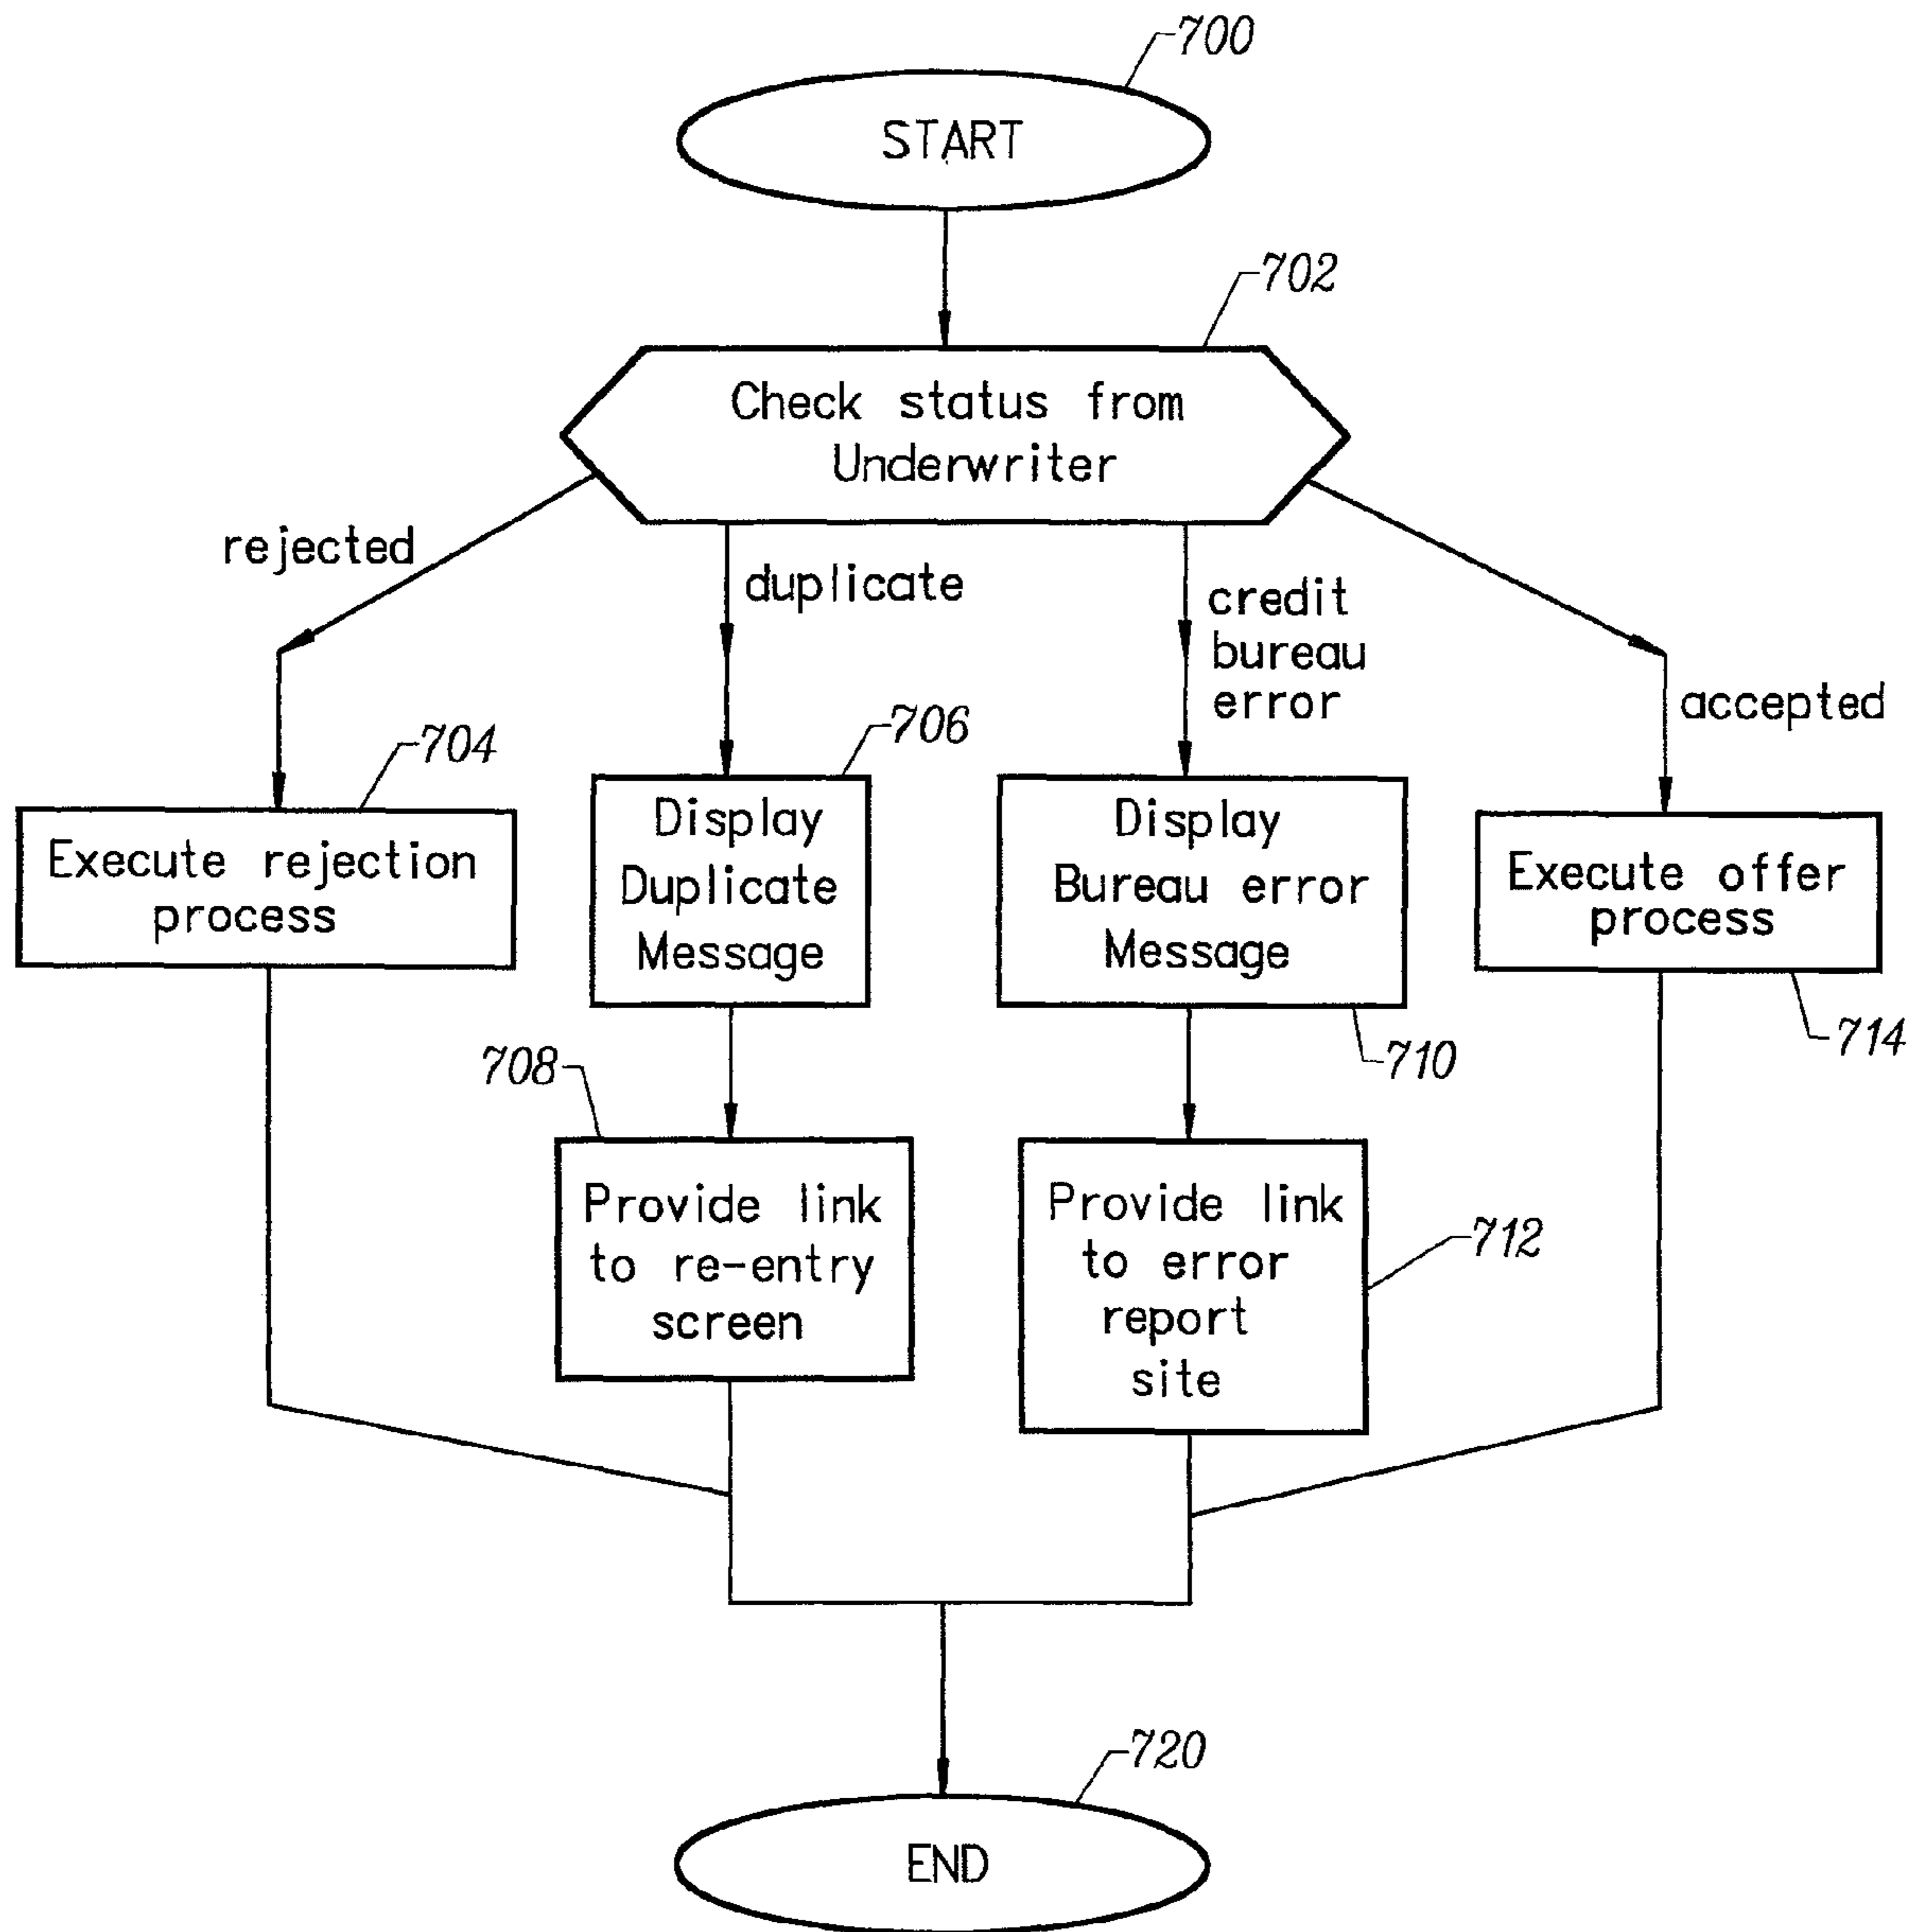 700
START
702
Check status from
Underwriter
rejected
duplicate
credit
bureau
error
accepted
704
Execute rejection
process
706
Display
Duplicate
Message
Display
Bureau error
Message
710
Execute offer
process
714
708
Provide link
to re-entry
screen
Provide link
to error
report
site
712
720
END